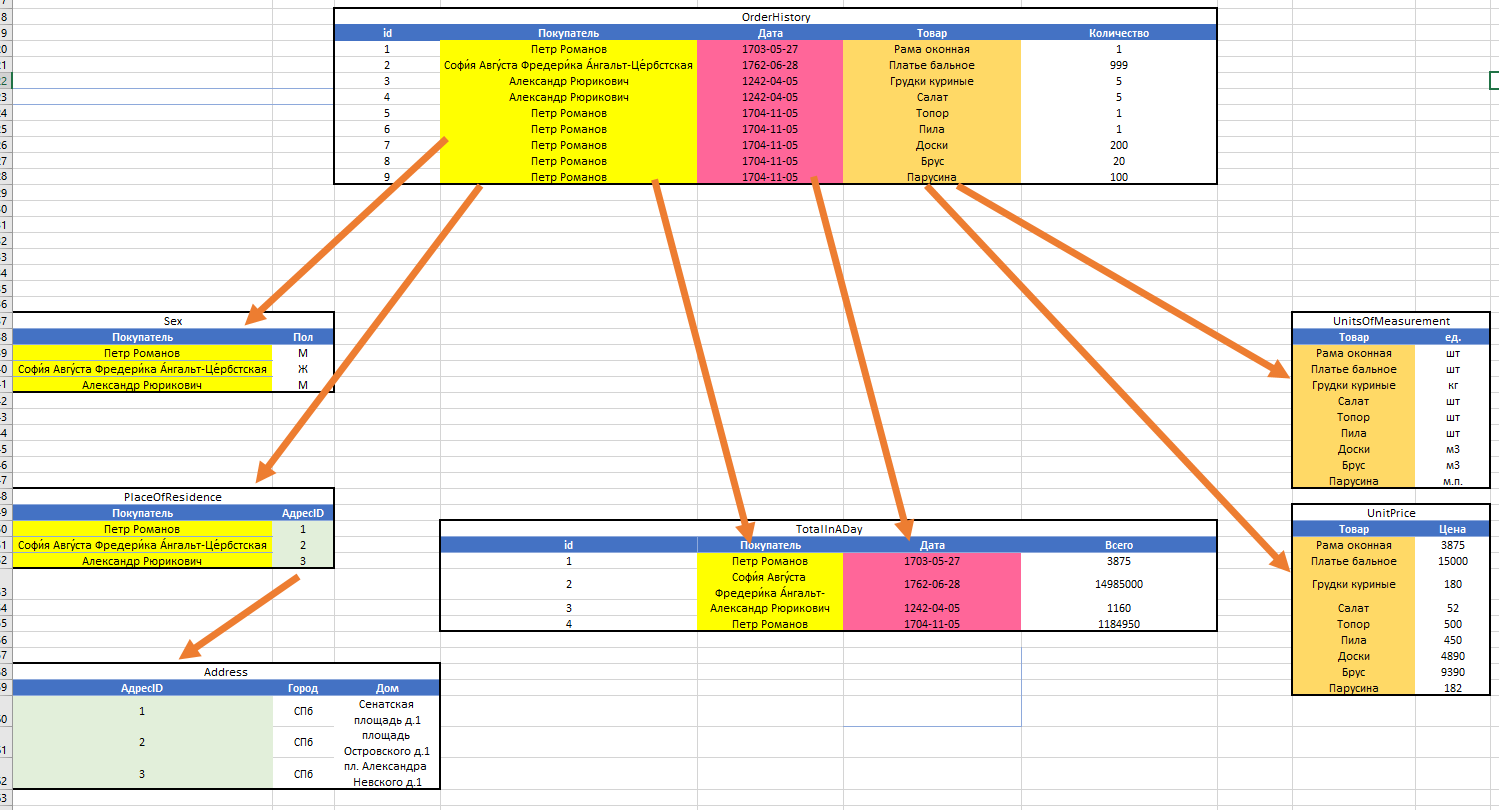 OrderHistory
id Покупатель Дата Товар Количество
1 Петр Романов 1703-05-27 Рама оконная 1
2 Софи́я Авгу́ста Фредери́ка А́нгальт-Це́рбстская 1762-06-28 Платье бальное 999
3 Александр Рюрикович 1242-04-05 Грудки куриные 5
4 Александр Рюрикович 1242-04-05 Салат 5
5 Петр Романов 1704-11-05 Топор 1
6 Петр Романов 1704-11-05 Пила 1
7 Петр Романов 1704-11-05 Доски 200
8 Петр Романов 1704-11-05 Брус 20
9 Петр Романов 1704-11-05 Парусина 100
Sex
Покупатель Пол
Петр Романов М
Софи́я Авгу́ста Фредери́ка А́нгальт-Це́рбстская Ж
Александр Рюрикович М
UnitsOfMeasurement
Товар ед.
Рама оконная шт
Платье бальное шт
Грудки куриные кг
Салат шт
Топор шт
Пила шт
Доски м3
Брус м3
Парусина м.п.
PlaceOfResidence
Покупатель АдресID
Петр Романов 1
Софи́я Авгу́ста Фредери́ка А́нгальт-Це́рбстская 2
Александр Рюрикович 3
TotalInADay
id Покупатель Дата Всего
1 Петр Романов 1703-05-27 3875
2 Софи́я Авгу́ста
Фредери́ка А́нгальт- 1762-06-28 14985000
3 Александр Рюрикович 1242-04-05 1160
4 Петр Романов 1704-11-05 1184950
UnitPrice
Товар Цена
Рама оконная 3875
Платье бальное 15000
Грудки куриные 180
Салат 52
Топор 500
Пила 450
Доски 4890
Брус 9390
Парусина 182
Address
АдресID Город Дом
1 СПб Сенатская
площадь д.1
2 СПб площадь
Островского д.1
3 СПб пл. Александра
Невского д.1